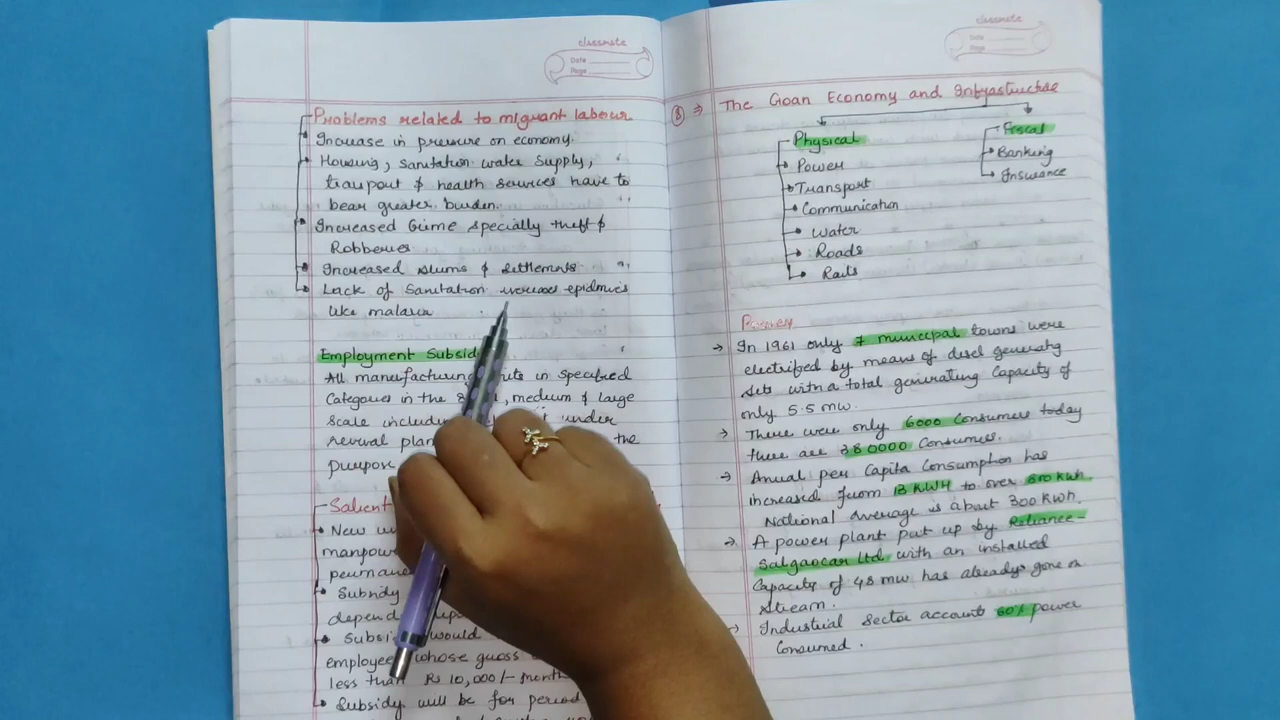 classmate
Date
Page
Problems related to migrant labour
Increase in pressure on economy.
Housing, sanitation water supply,
transport & health services have to
bear greater burden.
Increased Crime specially theft &
Robberies
Increased slums & settlements
Lack of Sanitation increases epidmics
like malaria
Employment Subsid
All manufacturing units in specified
Categories in the , medium & large
scale includin under
revival plan the
purpose
Salient
New un
manpow
permane
Subsidy
depend
Subsi would
employee whose gross
less than Rs 10,000/- month
Subsidy will be for period
classmate
Date
Page
8 ⇒ The Goan Economy and Infrastructure
Physical
Power
Transport
Communication
Water
Roads
Rails
Fiscal
Banking
Insurance
Power
→ In 1961 only 7 municipal towns were
electrified by means of disel generatg
sets with a total generating Capacity of
only 5.5 mw.
→ There were only 6000 Consumers today
there are 380000 Consumers.
→ Anual per Capita Consumption has
increased from 13 KWH to over 800 kwh.
National average is about 300 kwh.
→ A power plant put up by Reliance-
Salgaocar Ltd with an installed
Capacity of 48 mw has already gone on
stream.
→ Industrial sector account 60% power
Consumed.